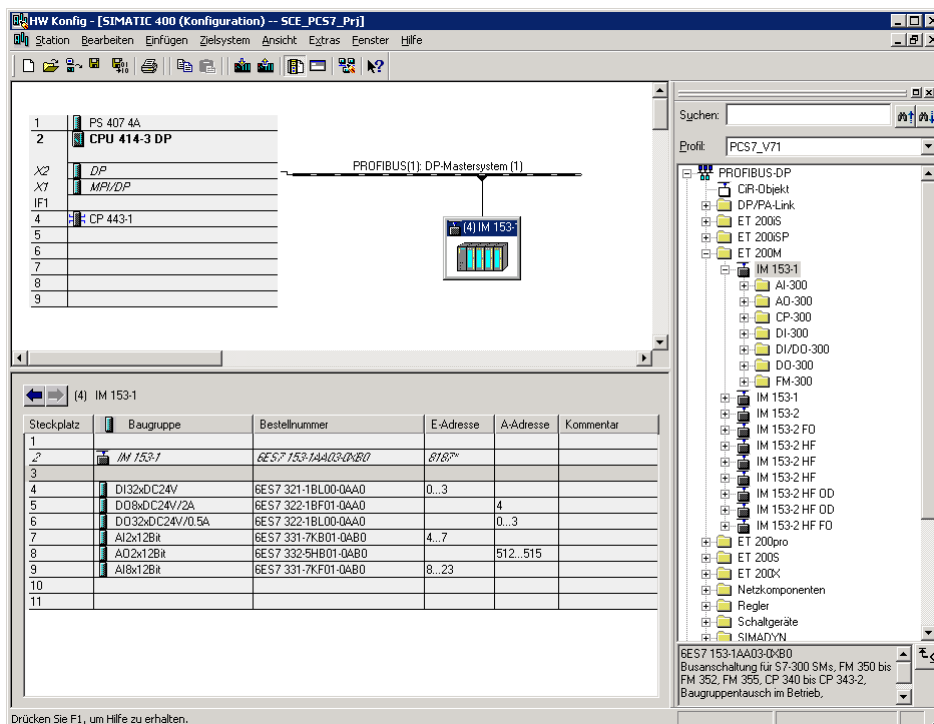 HW Konfig - [SIMATIC 400 (Konfiguration) -- SCE_PCS7_Prj]
Station Bearbeiten Einfügen Zielsystem Ansicht Extras Fenster Hilfe
1 PS 407 4A
2 CPU 414-3 DP
X2 DP
X1 MPI/DP
IF1
4 CP 443-1
5
6
7
8
9
PROFIBUS(1): DP-Mastersystem (1)
(4) IM 153-1
Suchen:
Profil: PCS7_V71
PROFIBUS-DP
CiR-Objekt
DP/PA-Link
ET 200iS
ET 200iSP
ET 200M
IM 153-1
AI-300
AO-300
CP-300
DI-300
DI/DO-300
DO-300
FM-300
IM 153-1
IM 153-2
IM 153-2 FO
IM 153-2 HF
IM 153-2 HF
IM 153-2 HF
IM 153-2 HF OD
IM 153-2 HF OD
IM 153-2 HF FO
ET 200pro
ET 200S
ET 200X
Netzkomponenten
Regler
Schaltgeräte
SIMADYN
6ES7 153-1AA03-0XB0
Busanschaltung für S7-300 SMs, FM 350 bis
FM 352, FM 355, CP 340 bis CP 343-2,
Baugruppentausch im Betrieb,
(4) IM 153-1
Steckplatz Baugruppe Bestellnummer E-Adresse A-Adresse Kommentar
1
2 IM 153-1 6ES7 153-1AA03-0XB0 8187*
3
4 DI32xDC24V 6ES7 321-1BL00-0AA0 0...3
5 DO8xDC24V/2A 6ES7 322-1BF01-0AA0 4
6 DO32xDC24V/0.5A 6ES7 322-1BL00-0AA0 0...3
7 AI2x12Bit 6ES7 331-7KB01-0AB0 4...7
8 AO2x12Bit 6ES7 332-5HB01-0AB0 512...515
9 AI8x12Bit 6ES7 331-7KF01-0AB0 8...23
10
11
Drücken Sie F1, um Hilfe zu erhalten.